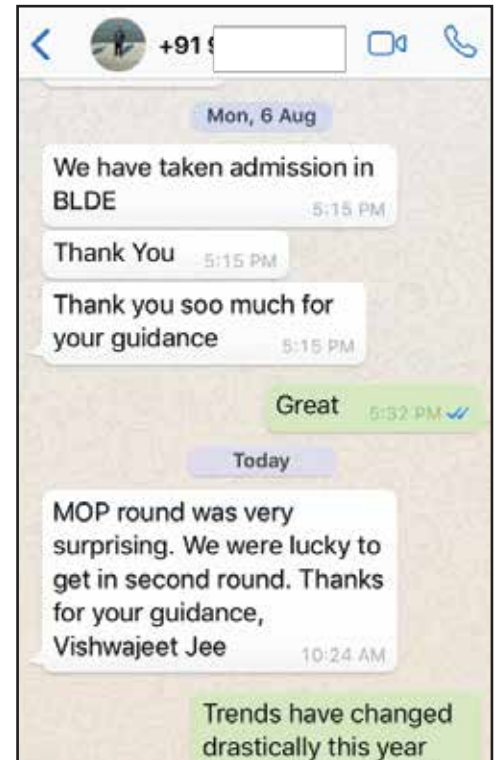 +91 9
Mon, 6 Aug
We have taken admission in
BLDE
5:15 PM
Thank You 5:15 PM
Thank you soo much for
your guidance 5:15 PM
Great 5:32 PM
Today
MOP round was very
surprising. We were lucky to
get in second round. Thanks
for your guidance,
Vishwajeet Jee 10:24 AM
Trends have changed
drastically this year